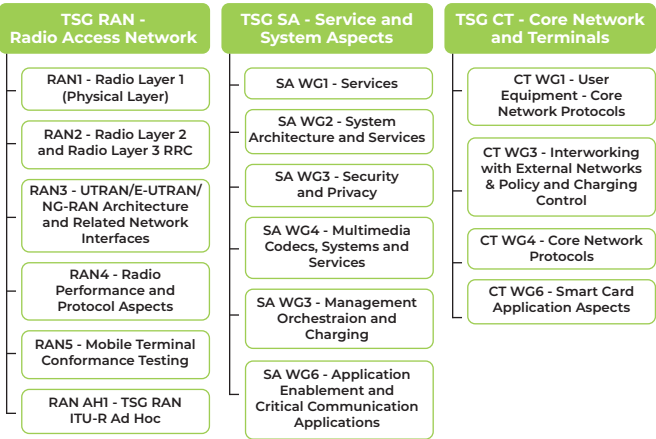 TSG RAN -
Radio Access Network
RAN1 - Radio Layer 1
(Physical Layer)
RAN2 - Radio Layer 2
and Radio Layer 3 RRC
RAN3 - UTRAN/E-UTRAN/
NG-RAN Architecture
and Related Network
Interfaces
RAN4 - Radio
Performance and
Protocol Aspects
RAN5 - Mobile Terminal
Conformance Testing
RAN AH1 - TSG RAN
ITU-R Ad Hoc
TSG SA - Service and
System Aspects
SA WG1 - Services
SA WG2 - System
Architecture and Services
SA WG3 - Security
and Privacy
SA WG4 - Multimedia
Codecs, Systems and
Services
SA WG3 - Management
Orchestraion and
Charging
SA WG6 - Application
Enablement and
Critical Communication
Applications
TSG CT - Core Network
and Terminals
CT WG1 - User
Equipment - Core
Network Protocols
CT WG3 - Interworking
with External Networks
& Policy and Charging
Control
CT WG4 - Core Network
Protocols
CT WG6 - Smart Card
Application Aspects